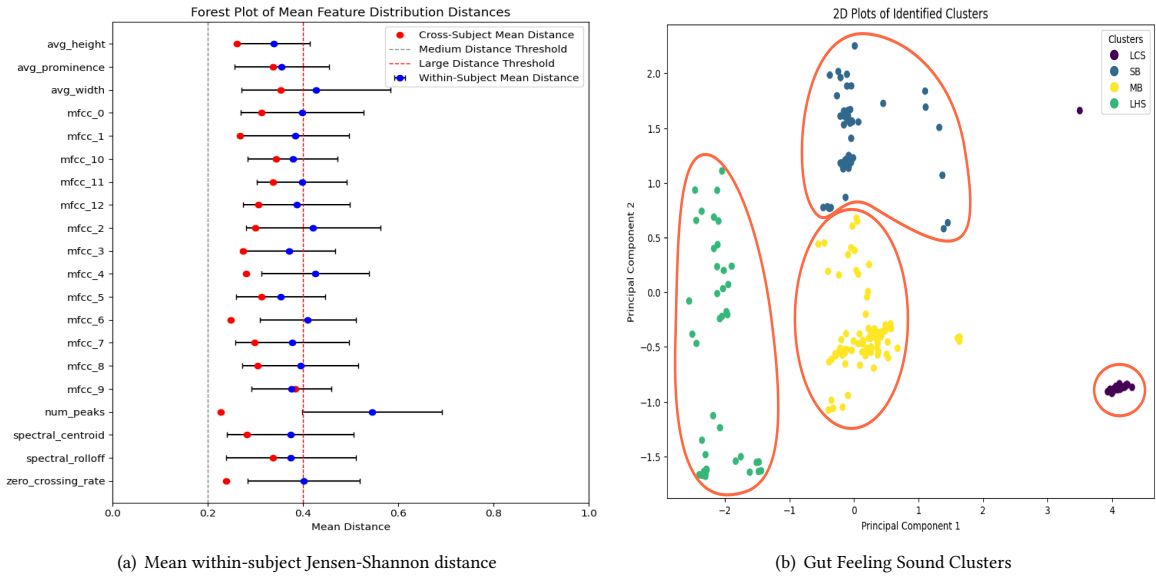 Forest Plot of Mean Feature Distribution Distances
Cross-Subject Mean Distance
Medium Distance Threshold
Large Distance Threshold
Within-Subject Mean Distance
avg_height
avg_prominence
avg_width
mfcc_0
mfcc_1
mfcc_10
mfcc_11
mfcc_12
mfcc_2
mfcc_3
mfcc_4
mfcc_5
mfcc_6
mfcc_7
mfcc_8
mfcc_9
num_peaks
spectral_centroid
spectral_rolloff
zero_crossing_rate
0.0 0.2 0.4 0.6 0.8 1.0
Mean Distance
(a) Mean within-subject Jensen-Shannon distance
2D Plots of Identified Clusters
Clusters
LCS
SB
MB
LHS
Principal Component 2
2.0
1.5
1.0
0.5
0.0
−0.5
−1.0
−1.5
−2 −1 0 1 2 3 4
Principal Component 1
(b) Gut Feeling Sound Clusters